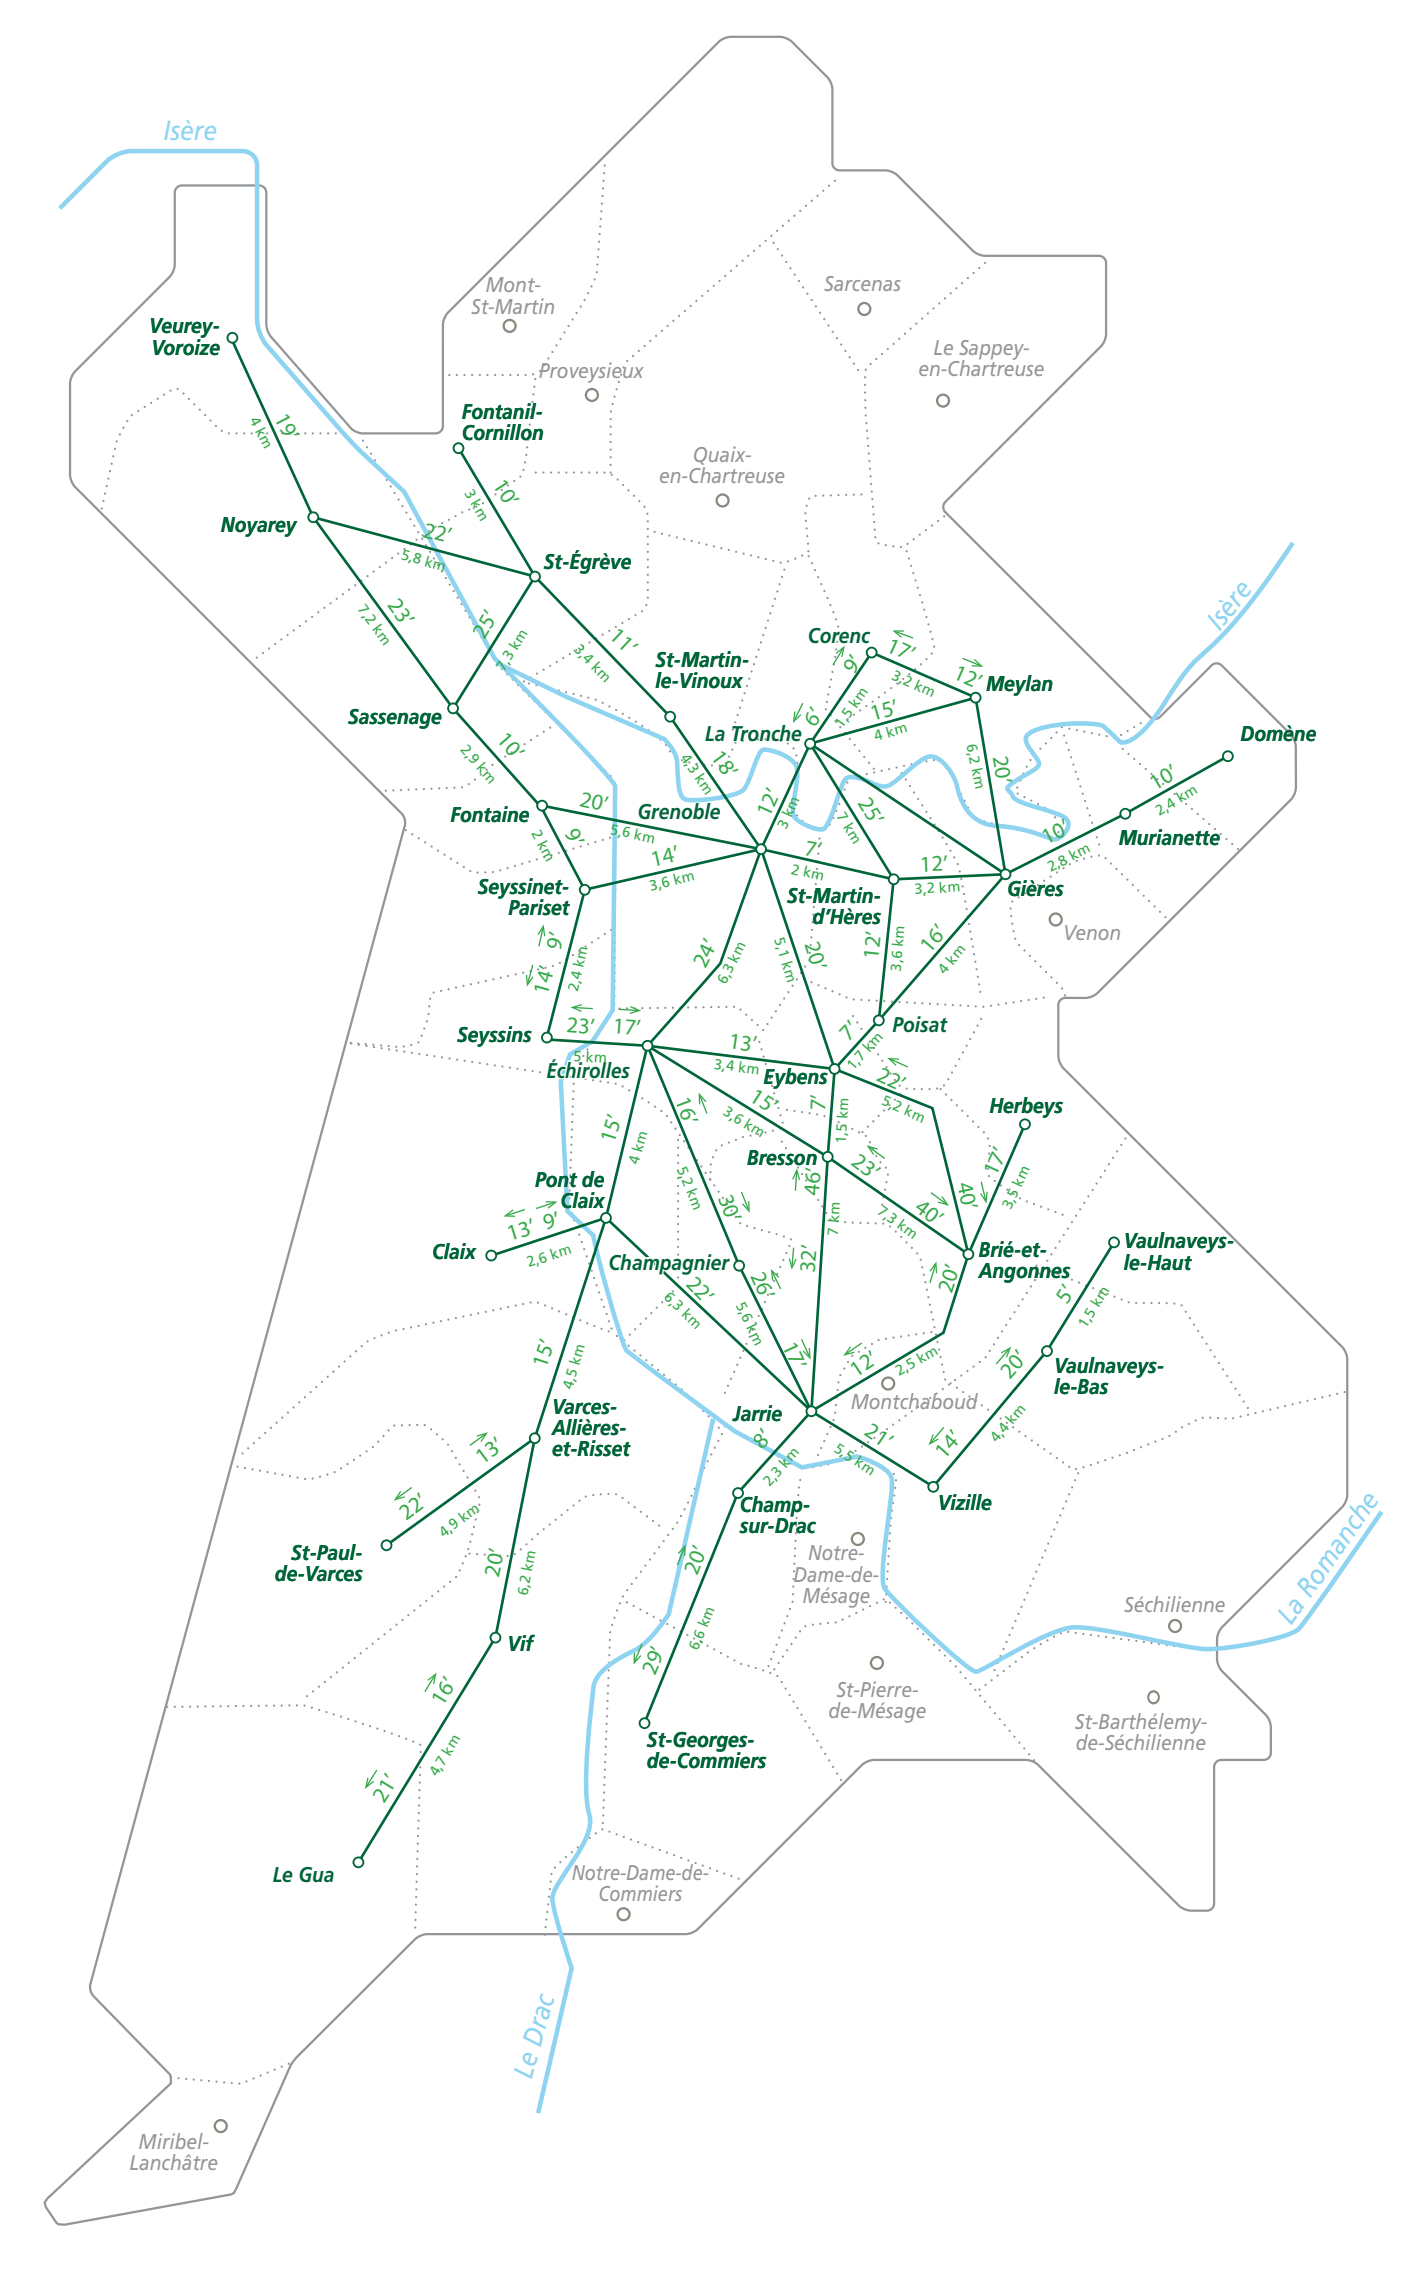 Isère
Mont-
St-Martin
Sarcenas
Veurey-
Voroize
Le Sappey-
en-Chartreuse
Proveysieux
Fontanil-
Cornillon
19’
4 km
Quaix-
en-Chartreuse
10’
3 km
Noyarey
22’
5,8 km
St-Égrève
Isère
23’
7,2 km
25’
7,3 km
11’
3,4 km
St-Martin-
le-Vinoux
Corenc
9’
6’
1,5 km
17’
12’
3,2 km
Meylan
Sassenage
La Tronche
15’
4 km
Domène
10’
2,9 km
18’
4,3 km
6,2 km
20’
10’
2,4 km
Fontaine
20’
5,6 km
Grenoble
12’
3 km
25’
7 km
Murianette
9’
2 km
14’
3,6 km
7’
2 km
12’
3,2 km
10’
2,8 km
Seyssinet-
Pariset
St-Martin-
d’Hères
Gières
Venon
9’
14’
2,4 km
24’
6,3 km
5,1 km
20’
12’
3,6 km
16’
4 km
Seyssins
23’
17’
5 km
Poisat
7’
1,7 km
Échirolles
13’
3,4 km
Eybens
22’
5,2 km
40’
Herbeys
17’
3,5 km
15’
4 km
16’
5,2 km
30’
15’
3,6 km
7’
1,5 km
Bresson
23’
40’
7,3 km
46’
7 km
32’
Pont de
Claix
13’
9’
2,6 km
Claix
Champagnier
22’
6,3 km
26’
5,6 km
17’
Brié-et-
Angonnes
20’
12’
2,5 km
Vaulnaveys-
le-Haut
5’
1,5 km
Vaulnaveys-
le-Bas
20’
14’
4,4 km
15’
4,5 km
Montchaboud
Varces-
Allières-
et-Risset
Jarrie
8’
2,3 km
21’
5,5 km
13’
22’
4,9 km
Vizille
Champ-
sur-Drac
St-Paul-
de-Varces
20’
6,2 km
Notre-
Dame-de-
Mésage
La Romanche
20’
29’
6,6 km
Séchilienne
Vif
16’
21’
4,7 km
St-Pierre-
de-Mésage
St-Barthélemy-
de-Séchilienne
St-Georges-
de-Commiers
Le Gua
Notre-Dame-de-
Commiers
Le Drac
Miribel-
Lanchâtre